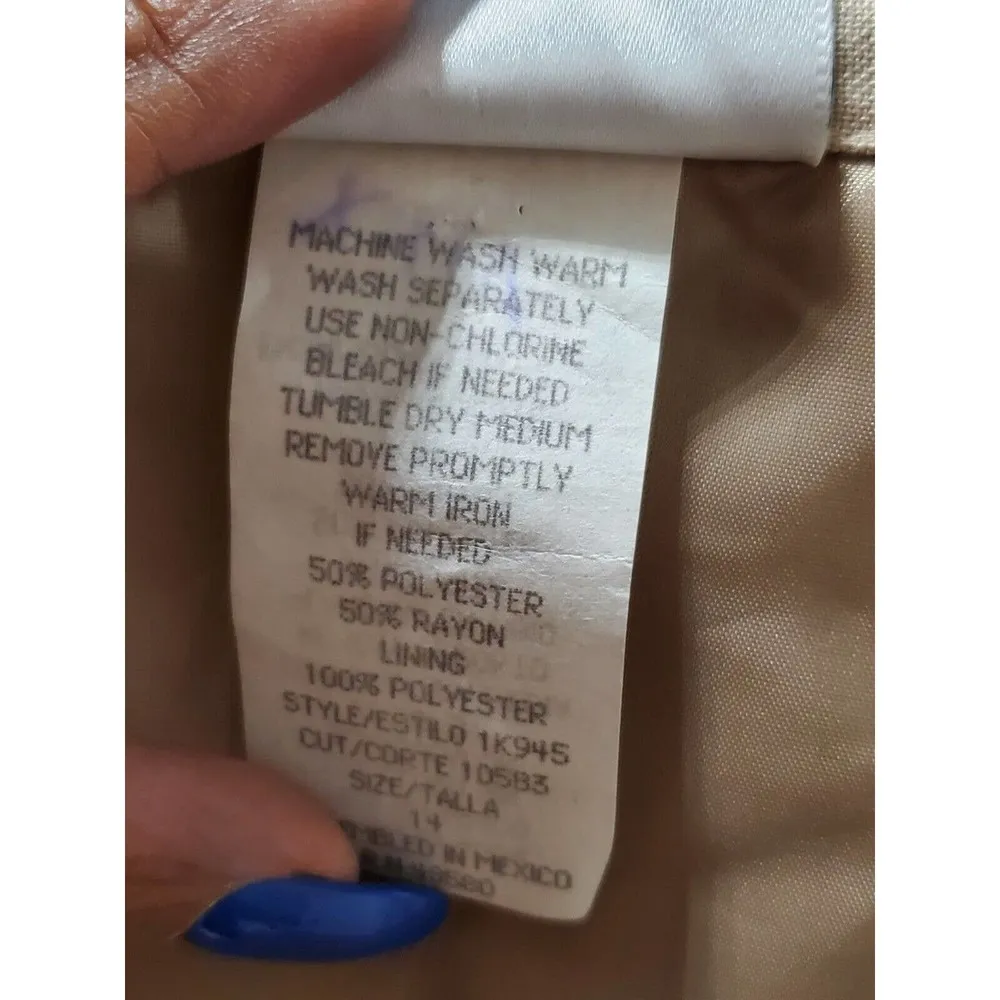 MACHINE WASH WARM
WASH SEPARATELY
USE NON-CHLORINE
BLEACH IF NEEDED
TUMBLE DRY MEDIUM
REMOVE PROMPTLY
WARM IRON
IF NEEDED
50% POLYESTER
50% RAYON
LINING
100% POLYESTER
STYLE/ESTILO 1K945
CUT/CORTE 10583
SIZE/TALLA
14
IN MEXICO